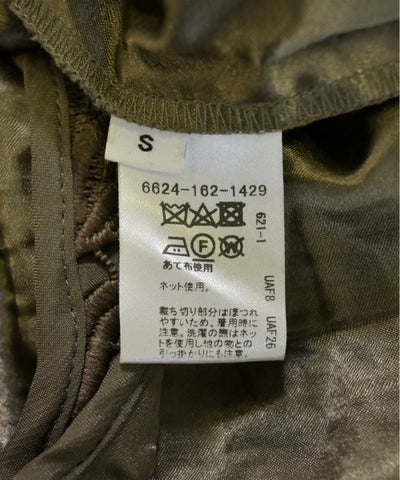 S
6624-162-1429
F W
あて布使用
ネット使用。
裁ち切り部分はほつれ
やすいため、着用時に
注意。洗濯の際はネッ
トを使用し他の物との
引っ掛かりにも注意。
621-1
UAF8 UAF26